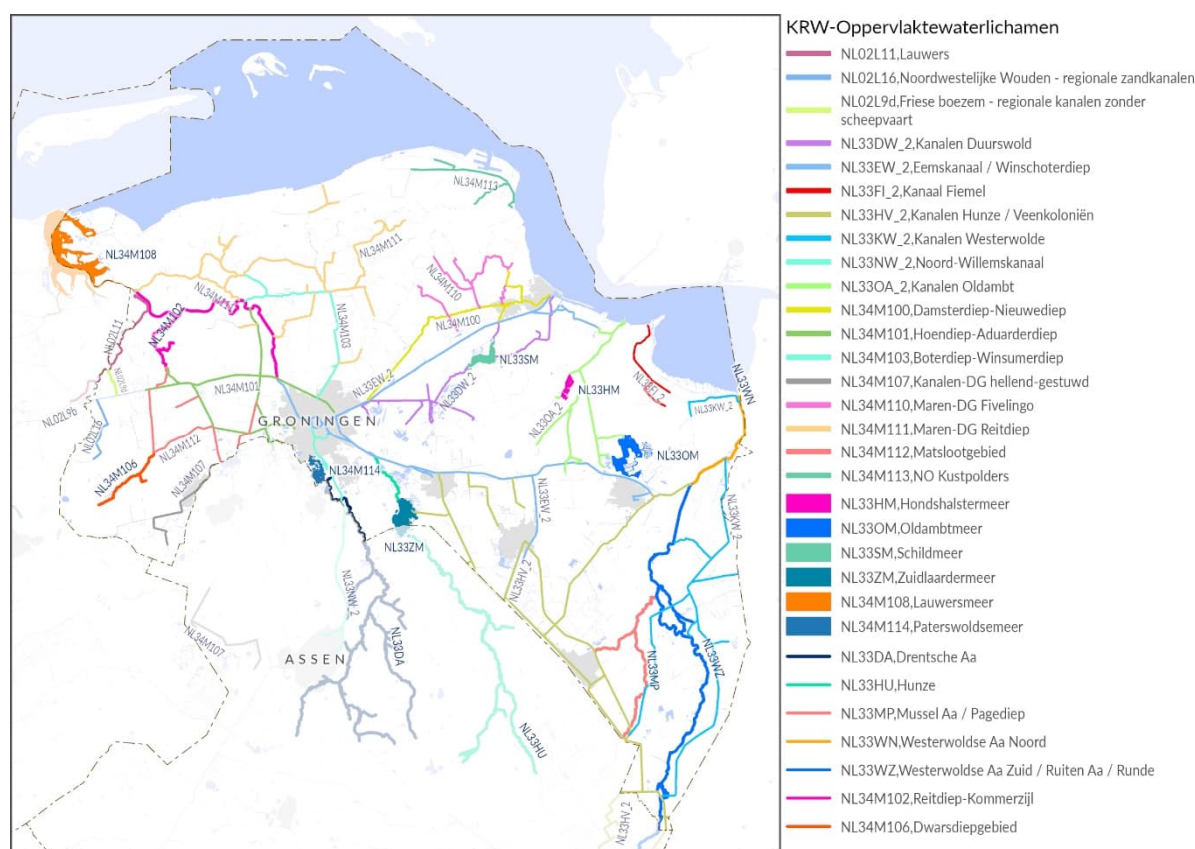 KRW-Oppervlaktewaterlichamen
NL02L11,Lauwers
NL02L16,Noordwestelijke Wouden - regionale zandkanalen
NL02L9d,Friese boezem - regionale kanalen zonder
scheepvaart
NL33DW_2,Kanalen Duurswold
NL33EW_2,Eemskanaal / Winschoterdiep
NL33FI_2,Kanaal Fiemel
NL33HV_2,Kanalen Hunze / Veenkoloniën
NL33KW_2,Kanalen Westerwolde
NL33NW_2,Noord-Willemskanaal
NL33OA_2,Kanalen Oldambt
NL34M100,Damsterdiep-Nieuwediep
NL34M101,Hoendiep-Aduarderdiep
NL34M103,Boterdiep-Winsumerdiep
NL34M107,Kanalen-DG hellend-gestuwd
NL34M110,Maren-DG Fivelingo
NL34M111,Maren-DG Reitdiep
NL34M112,Matslootgebied
NL34M113,NO Kustpolders
NL33HM,Hondshalstermeer
NL33OM,Oldambtmeer
NL33SM,Schildmeer
NL33ZM,Zuidlaardermeer
NL34M108,Lauwersmeer
NL34M114,Paterswoldsemeer
NL33DA,Drentsche Aa
NL33HU,Hunze
NL33MP,Mussel Aa / Pagediep
NL33WN,Westerwoldse Aa Noord
NL33WZ,Westerwoldse Aa Zuid / Ruiten Aa / Runde
NL34M102,Reitdiep-Kommerzijl
NL34M106,Dwarsdiepgebied
NL34M113
NL34M108
NL34M111
NL34M110
NL34M102
NL02L11
NL34M103
NL34M100
NL33SM
NL33EW_2
NL33DW_2
NL34M101
NL33HM
NL33OA_2
NL33WN
NL33KW_2
NL02L9b
NL02L16
GRONINGEN
NL34M112
NL34M106
NL34M107
NL34M114
NL33OM
NL33EW_2
NL33ZM
NL33KW_2
NL33HV_2
NL33NW_2
NL34M107
ASSEN
NL33DA
NL33MP
NL33WZ
NL33HU
NL33HV_2